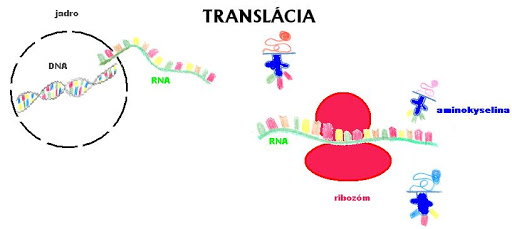 TRANSLÁCIA
jadro
DNA
RNA
aminokyselina
RNA
ribozóm